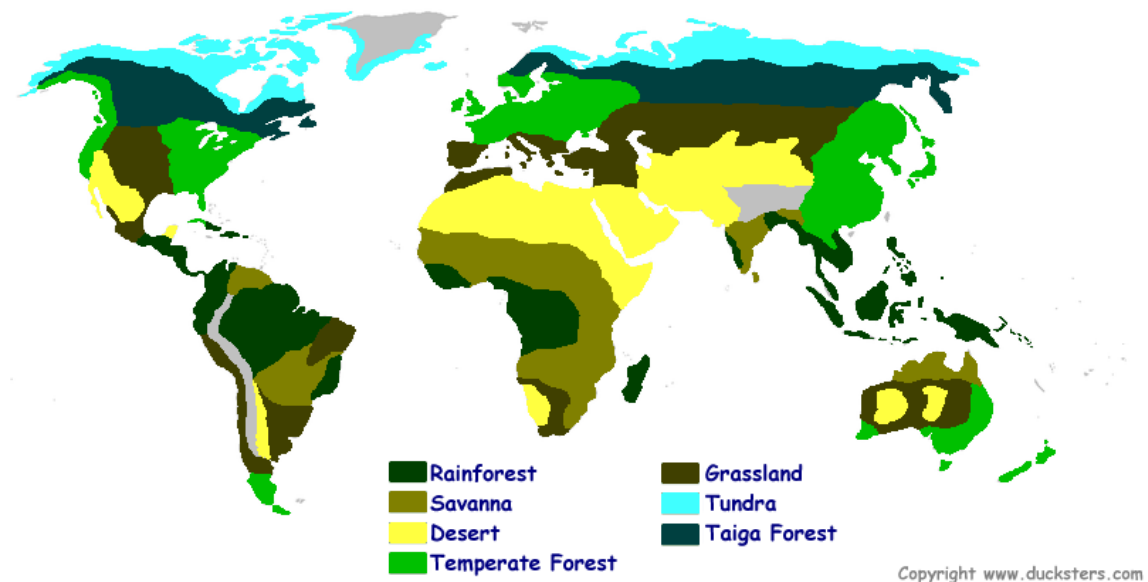 Rainforest
Savanna
Desert
Temperate Forest
Grassland
Tundra
Taiga Forest
Copyright www.ducksters.com